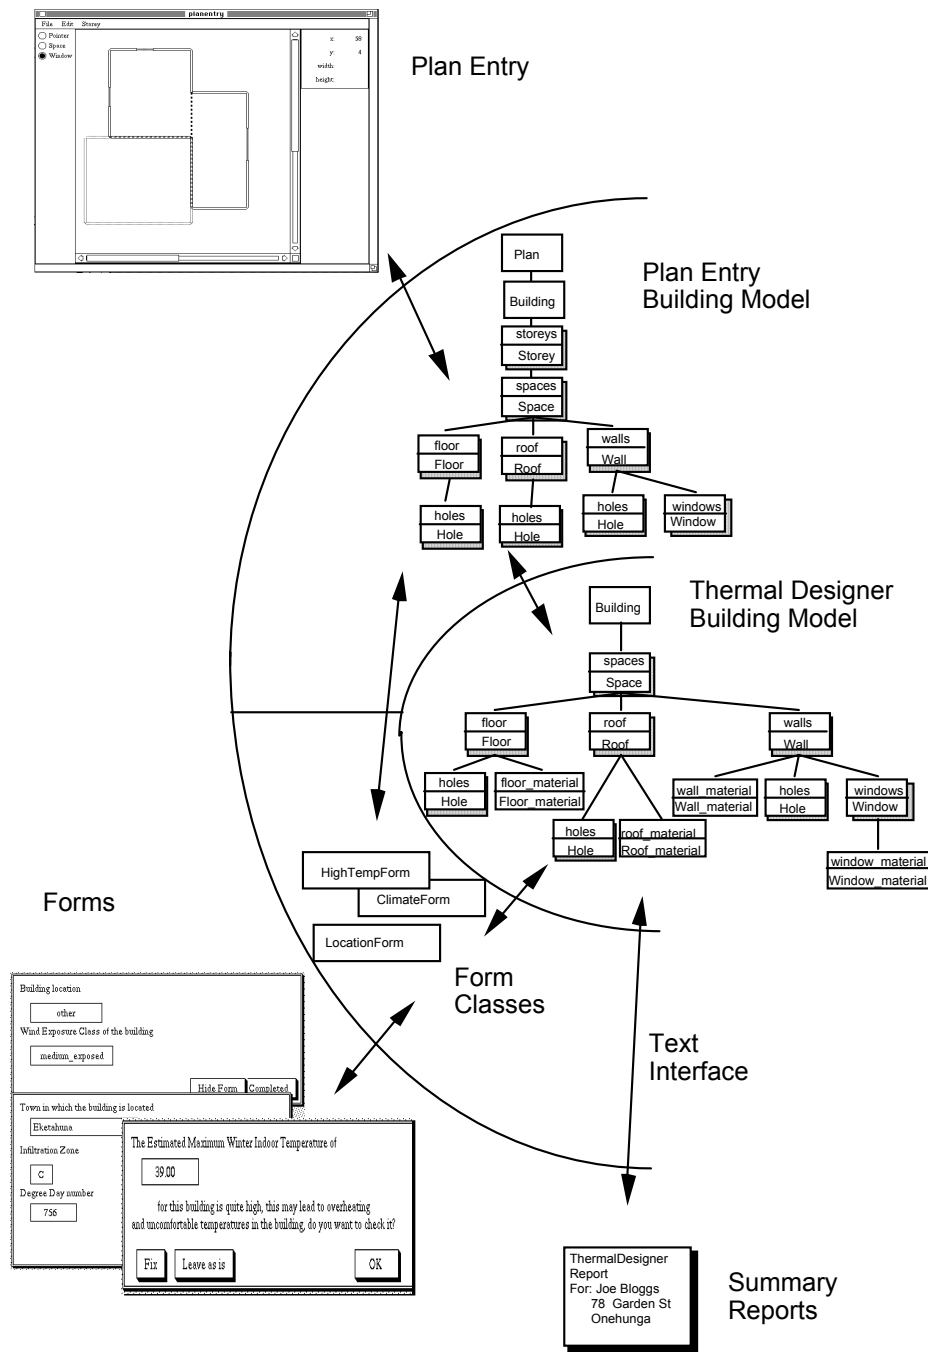 planentry
File Edit Storey
Pointer
Space
Window
x: 58
y: 4
width:
height:
Plan Entry
Plan Entry
Building Model
Plan
Building
storeys
Storey
spaces
Space
floor
Floor
roof
Roof
walls
Wall
holes
Hole
holes
Hole
holes
Hole
windows
Window
Thermal Designer
Building Model
Building
spaces
Space
floor
Floor
roof
Roof
walls
Wall
holes
Hole
floor_material
Floor_material
wall_material
Wall_material
holes
Hole
windows
Window
holes
Hole
roof_material
Roof_material
window_material
Window_material
HighTempForm
ClimateForm
LocationForm
Forms
Form
Classes
Building location
other
Wind Exposure Class of the building
medium_exposed
Hide Form Completed
Town in which the building is located
Eketahuna
Infiltration Zone
C
Degree Day number
756
The Estimated Maximum Winter Indoor Temperature of
39.00
for this building is quite high, this may lead to overheating
and uncomfortable temperatures in the building, do you want to check it?
Fix Leave as is OK
Text
Interface
ThermalDesigner
Report
For: Joe Bloggs
78 Garden St
Onehunga
Summary
Reports